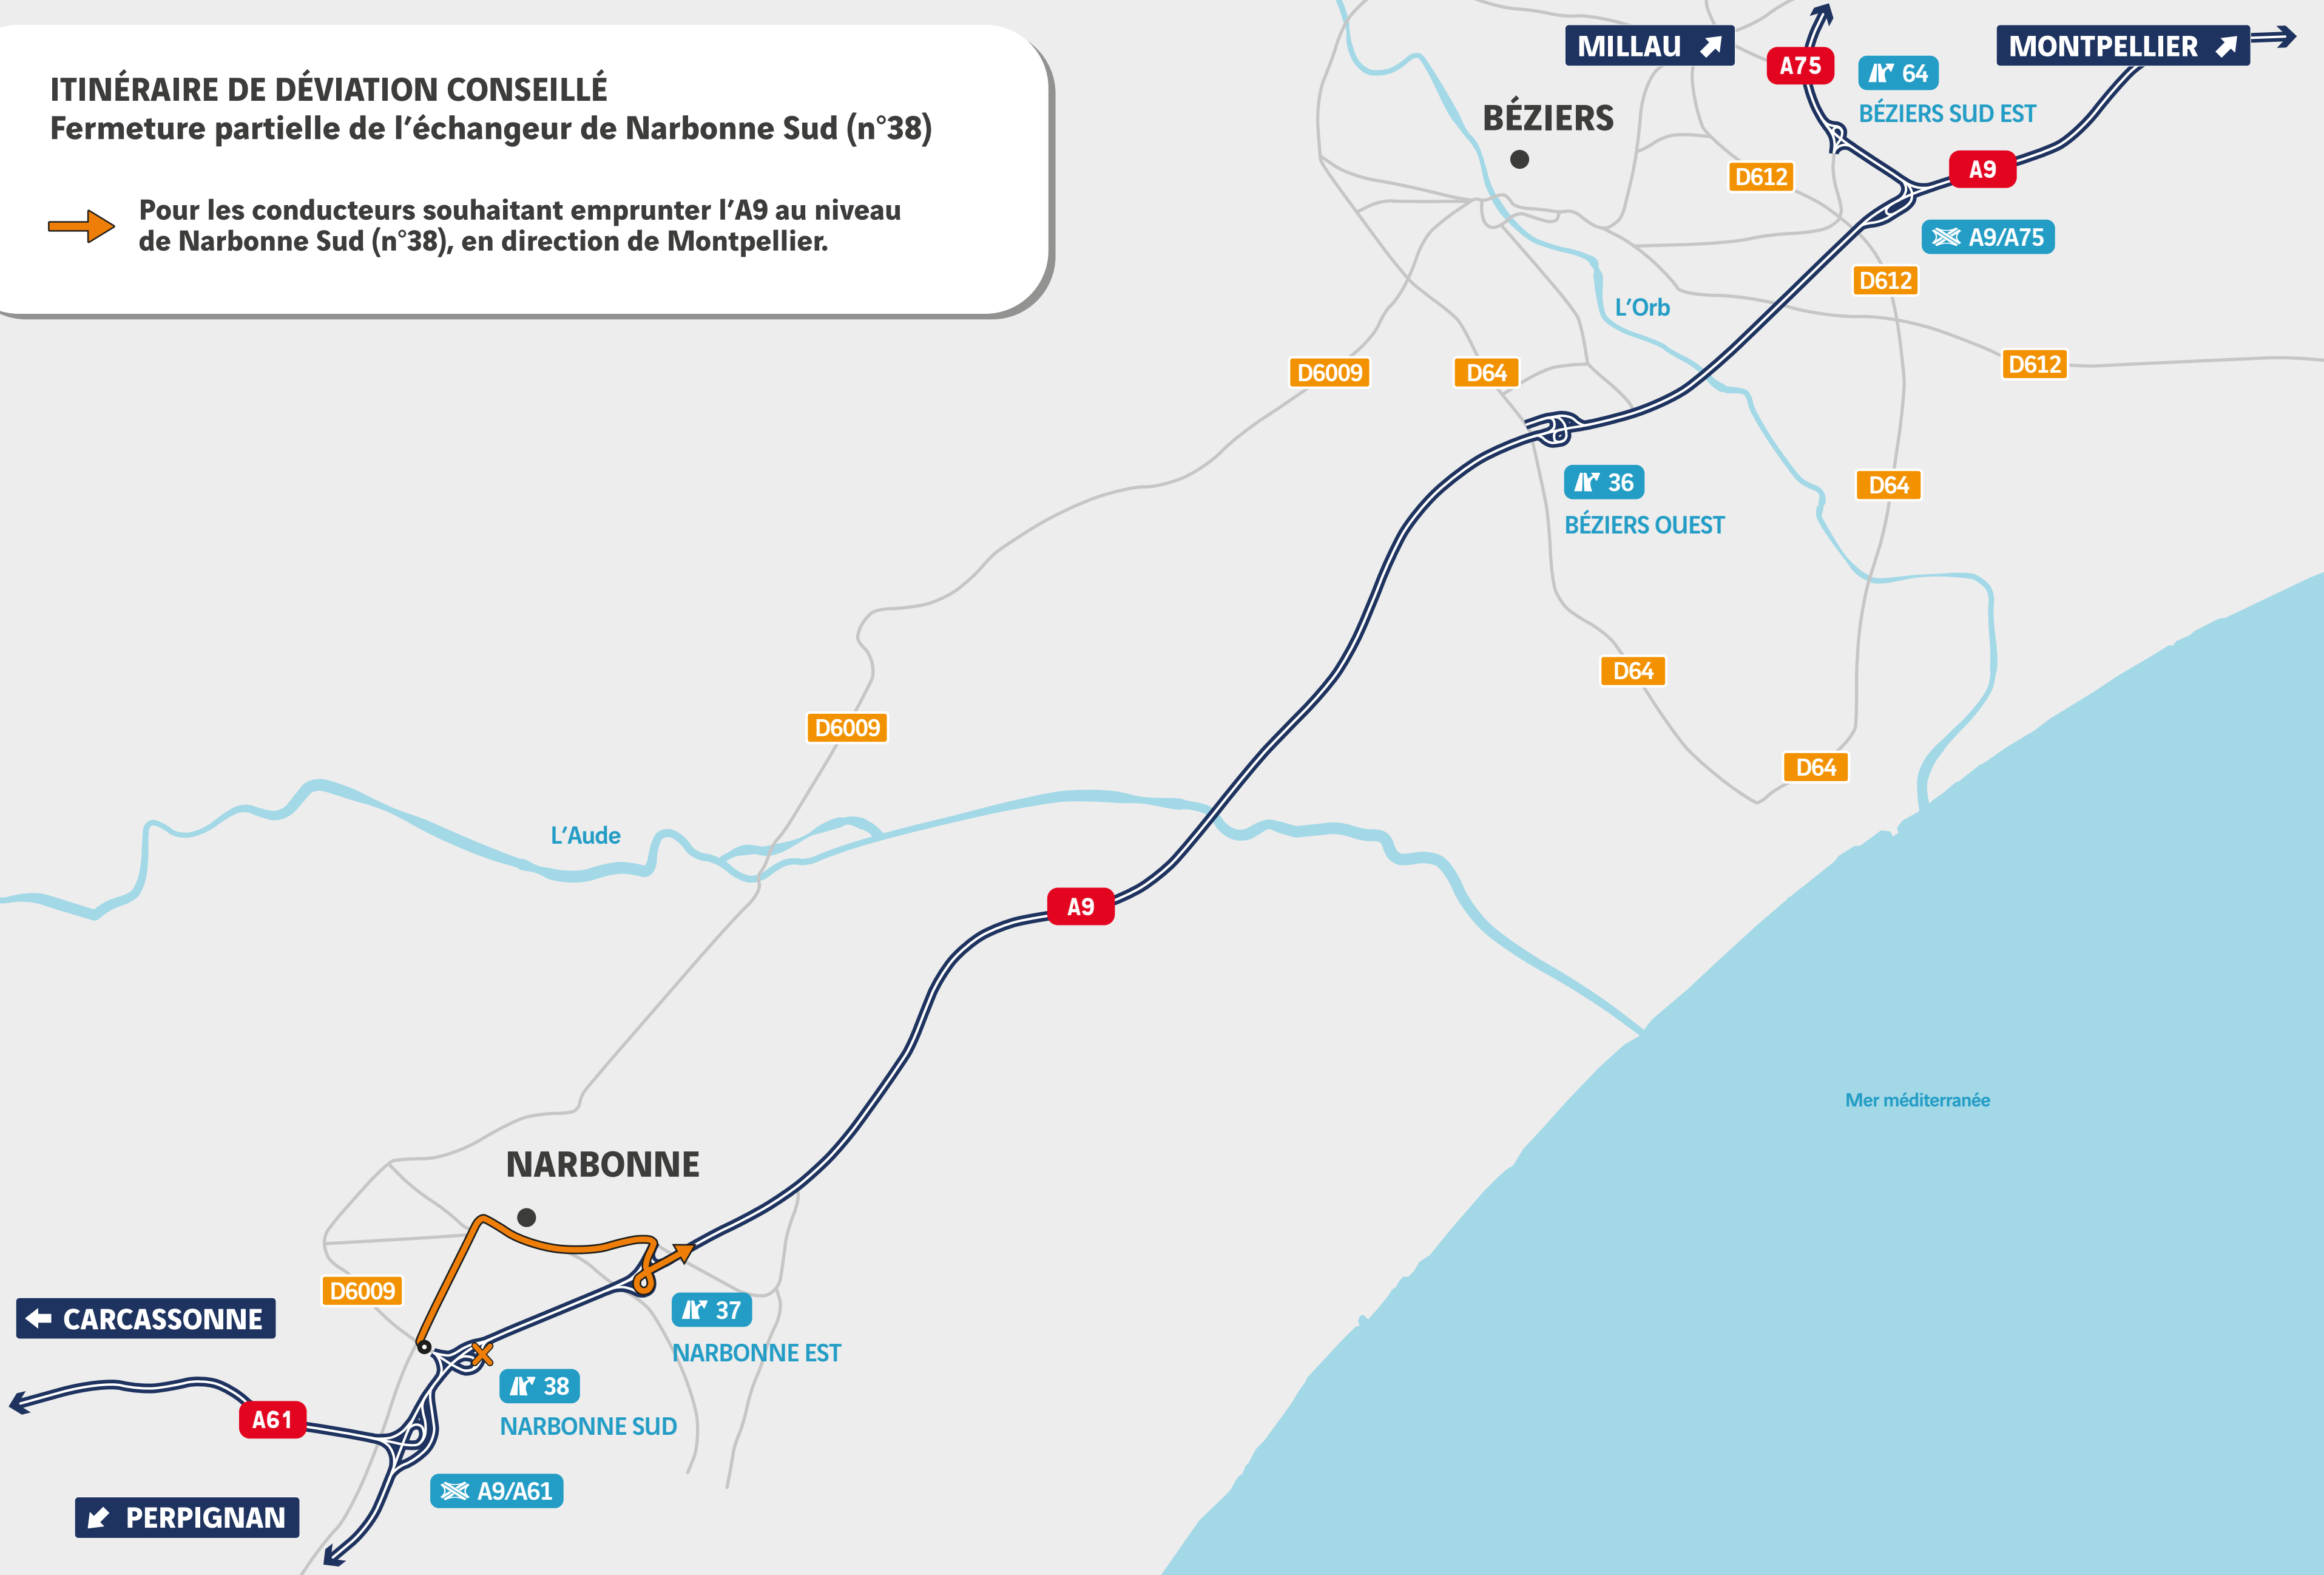 ITINÉRAIRE DE DÉVIATION CONSEILLÉ
Fermeture partielle de l'échangeur de Narbonne Sud (n°38)
Pour les conducteurs souhaitant emprunter l'A9 au niveau
de Narbonne Sud (n°38), en direction de Montpellier.
MILLAU
MONTPELLIER
A75
64
BÉZIERS SUD EST
BÉZIERS
D612
A9
A9/A75
D612
L'Orb
D6009
D64
D612
36
BÉZIERS OUEST
D64
D64
D6009
D64
L'Aude
A9
Mer méditerranée
NARBONNE
D6009
CARCASSONNE
37
NARBONNE EST
38
NARBONNE SUD
A61
A9/A61
PERPIGNAN